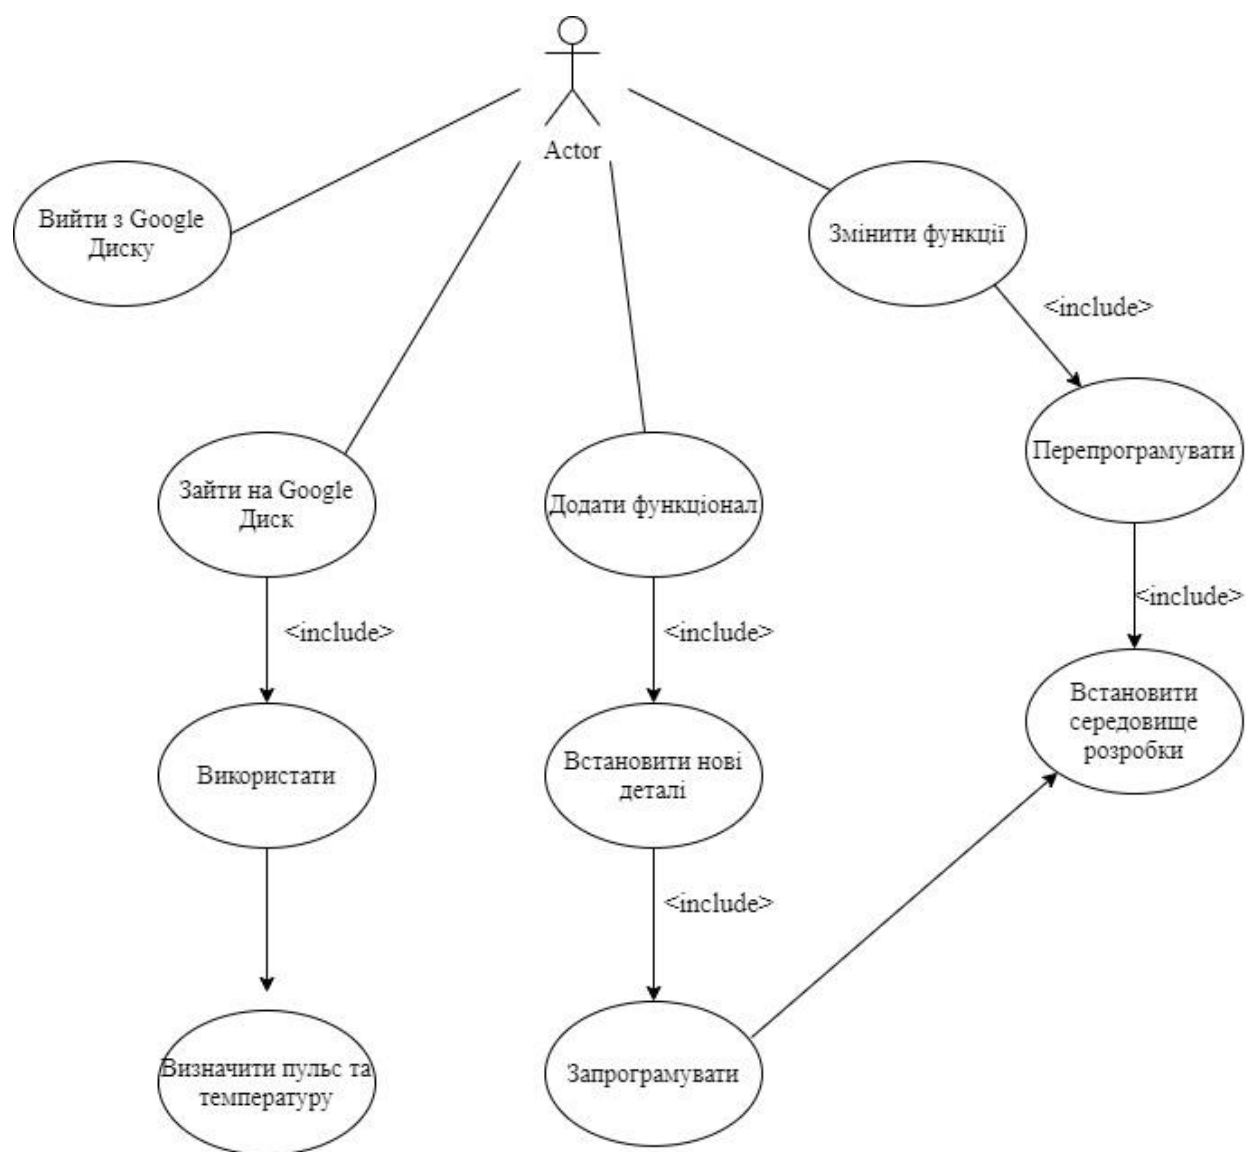 Actor
Вийти з Google
Диску
Змінити функції
<include>
Перепрограмувати
Зайти на Google
Диск
Додати функціонал
<include>
<include>
<include>
Встановити
середовище
розробки
Використати
Встановити нові
деталі
<include>
Визначити пульс та
температуру
Запрограмувати